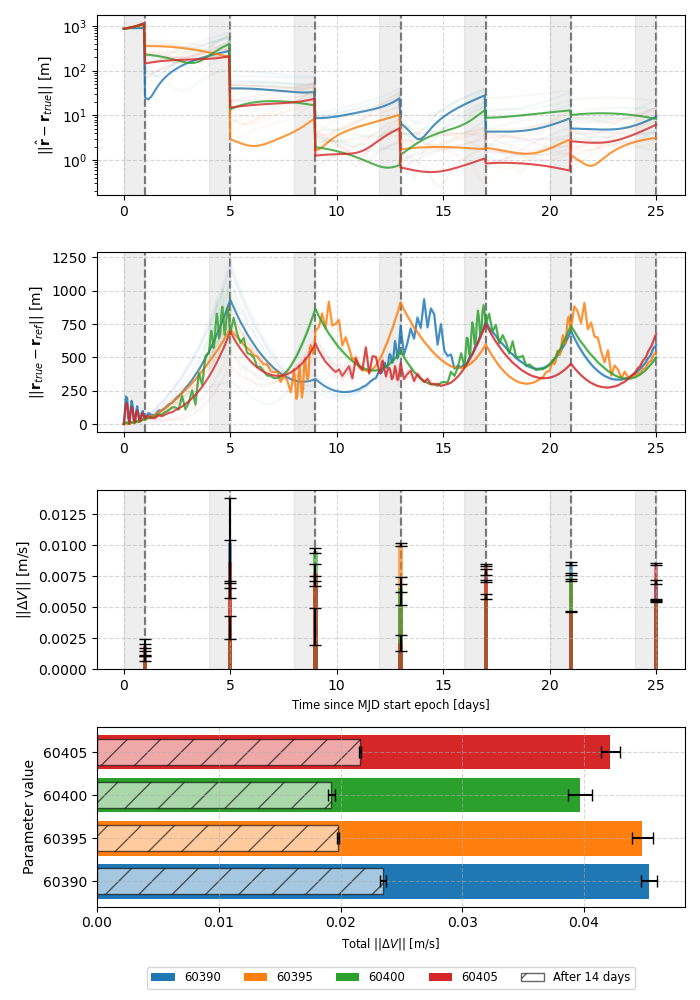 ||r̂ − r_true|| [m]
10³
10²
10¹
10⁰
0 5 10 15 20 25
||r_true − r_ref|| [m]
1250
1000
750
500
250
0
0 5 10 15 20 25
||ΔV|| [m/s]
0.0125
0.0100
0.0075
0.0050
0.0025
0.0000
0 5 10 15 20 25
Time since MJD start epoch [days]
Parameter value
60405
60400
60395
60390
0.00 0.01 0.02 0.03 0.04
Total ||ΔV|| [m/s]
60390 60395 60400 60405 After 14 days